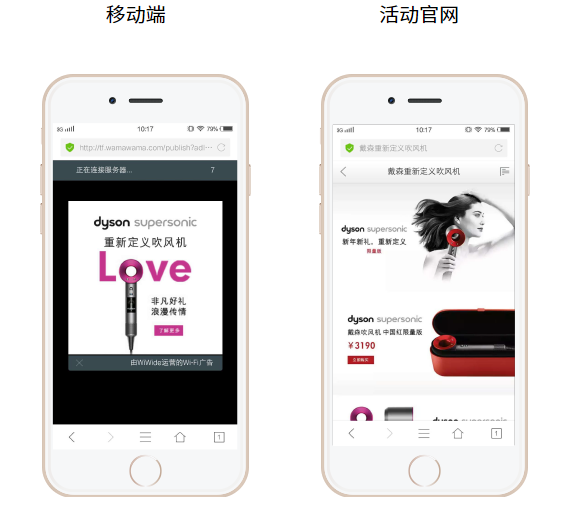 移动端
活动官网
3G
10:17
79%
http://tf.wamawama.com/publish?adl···
正在连接服务器...
7
dyson supersonic
重新定义吹风机
Love
非凡好礼
浪漫传情
了解更多
由WiWide运营的Wi-Fi广告
1
3G
10:17
79%
戴森重新定义吹风机
戴森重新定义吹风机
dyson supersonic
新年新礼，重新定义
限量版
dyson supersonic
戴森吹风机 中国红限量版
¥3190
立即购买
dyson supersonic
1